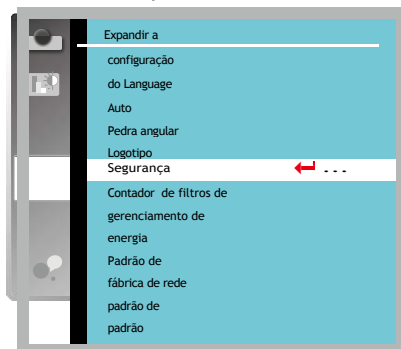 Expandir a
configuração
do Language
Auto
Pedra angular
Logotipo
Segurança ...
Contador de filtros de
gerenciamento de
energia
Padrão de
fábrica de rede
padrão de
padrão